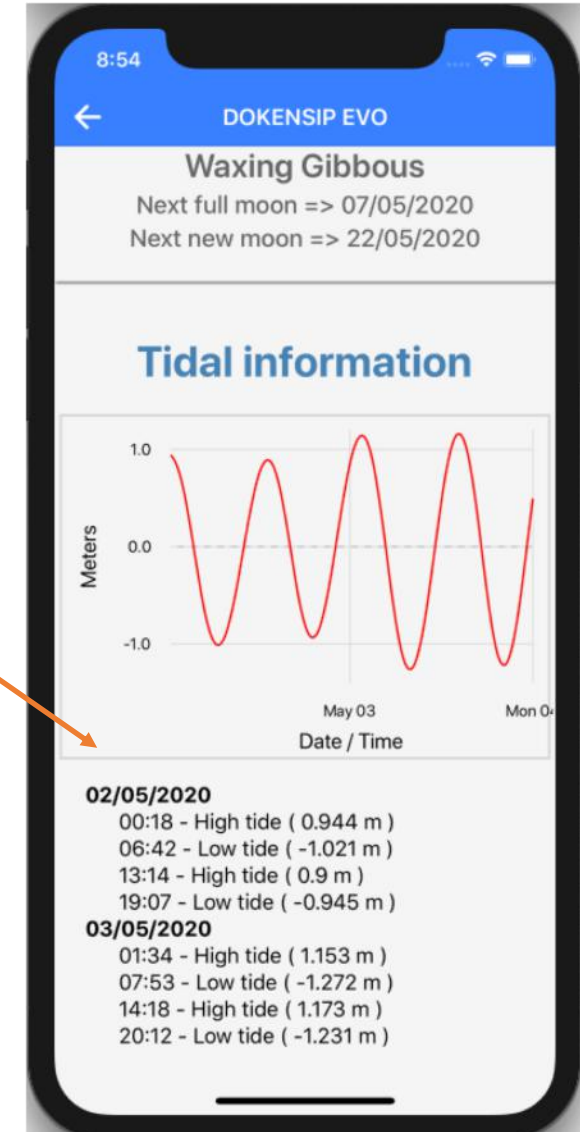 8:54
DOKENSIP EVO
Waxing Gibbous
Next full moon => 07/05/2020
Next new moon => 22/05/2020
Tidal information
1.0
0.0
-1.0
Meters
May 03
Mon 04
Date / Time
02/05/2020
00:18 - High tide ( 0.944 m )
06:42 - Low tide ( -1.021 m )
13:14 - High tide ( 0.9 m )
19:07 - Low tide ( -0.945 m )
03/05/2020
01:34 - High tide ( 1.153 m )
07:53 - Low tide ( -1.272 m )
14:18 - High tide ( 1.173 m )
20:12 - Low tide ( -1.231 m )